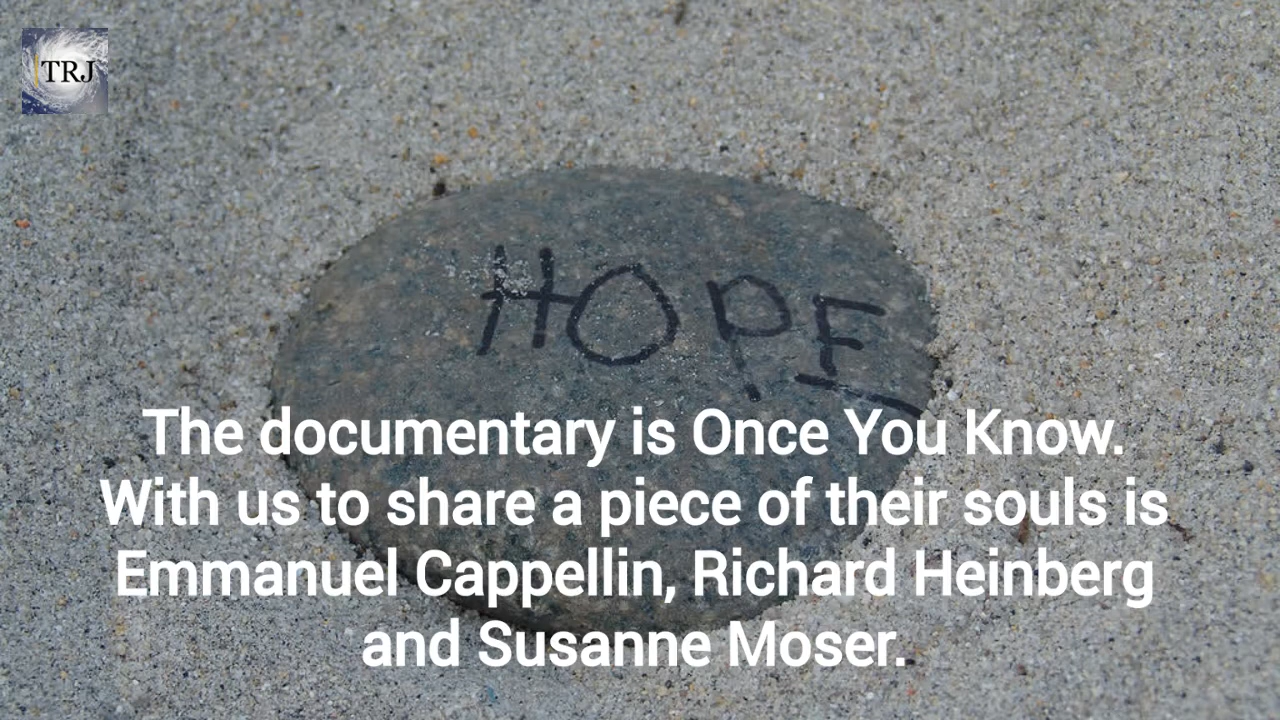 TRJ
HOPE
The documentary is Once You Know.
With us to share a piece of their souls is
Emmanuel Cappellin, Richard Heinberg
and Susanne Moser.